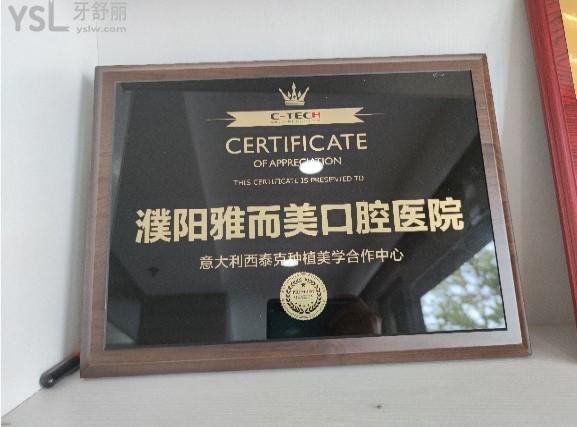 YSL 牙舒丽
yslw.com
C-TECH
CERTIFICATE
OF APPRECIATION
THIS CERTIFICATE IS PRESENTED TO
濮阳雅而美口腔医院
意大利西泰克种植美学合作中心